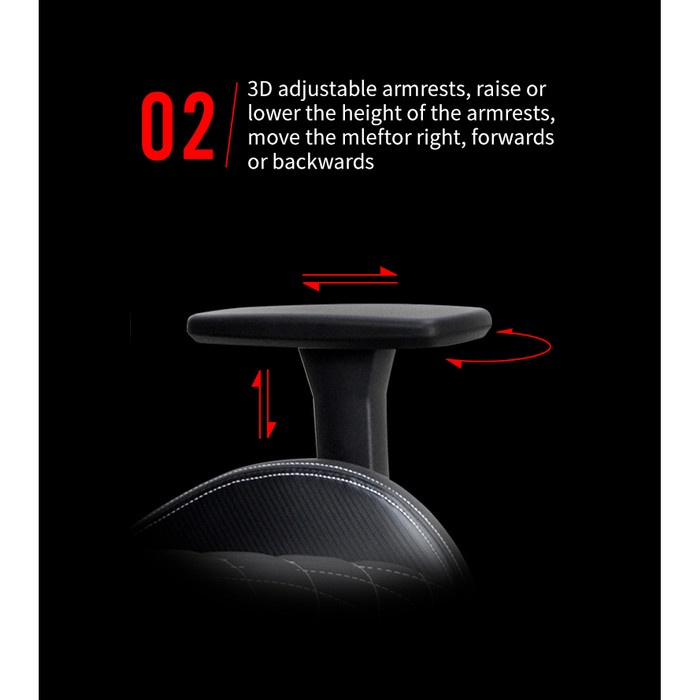 02
3D adjustable armrests, raise or
lower the height of the armrests,
move the mleftor right, forwards
or backwards